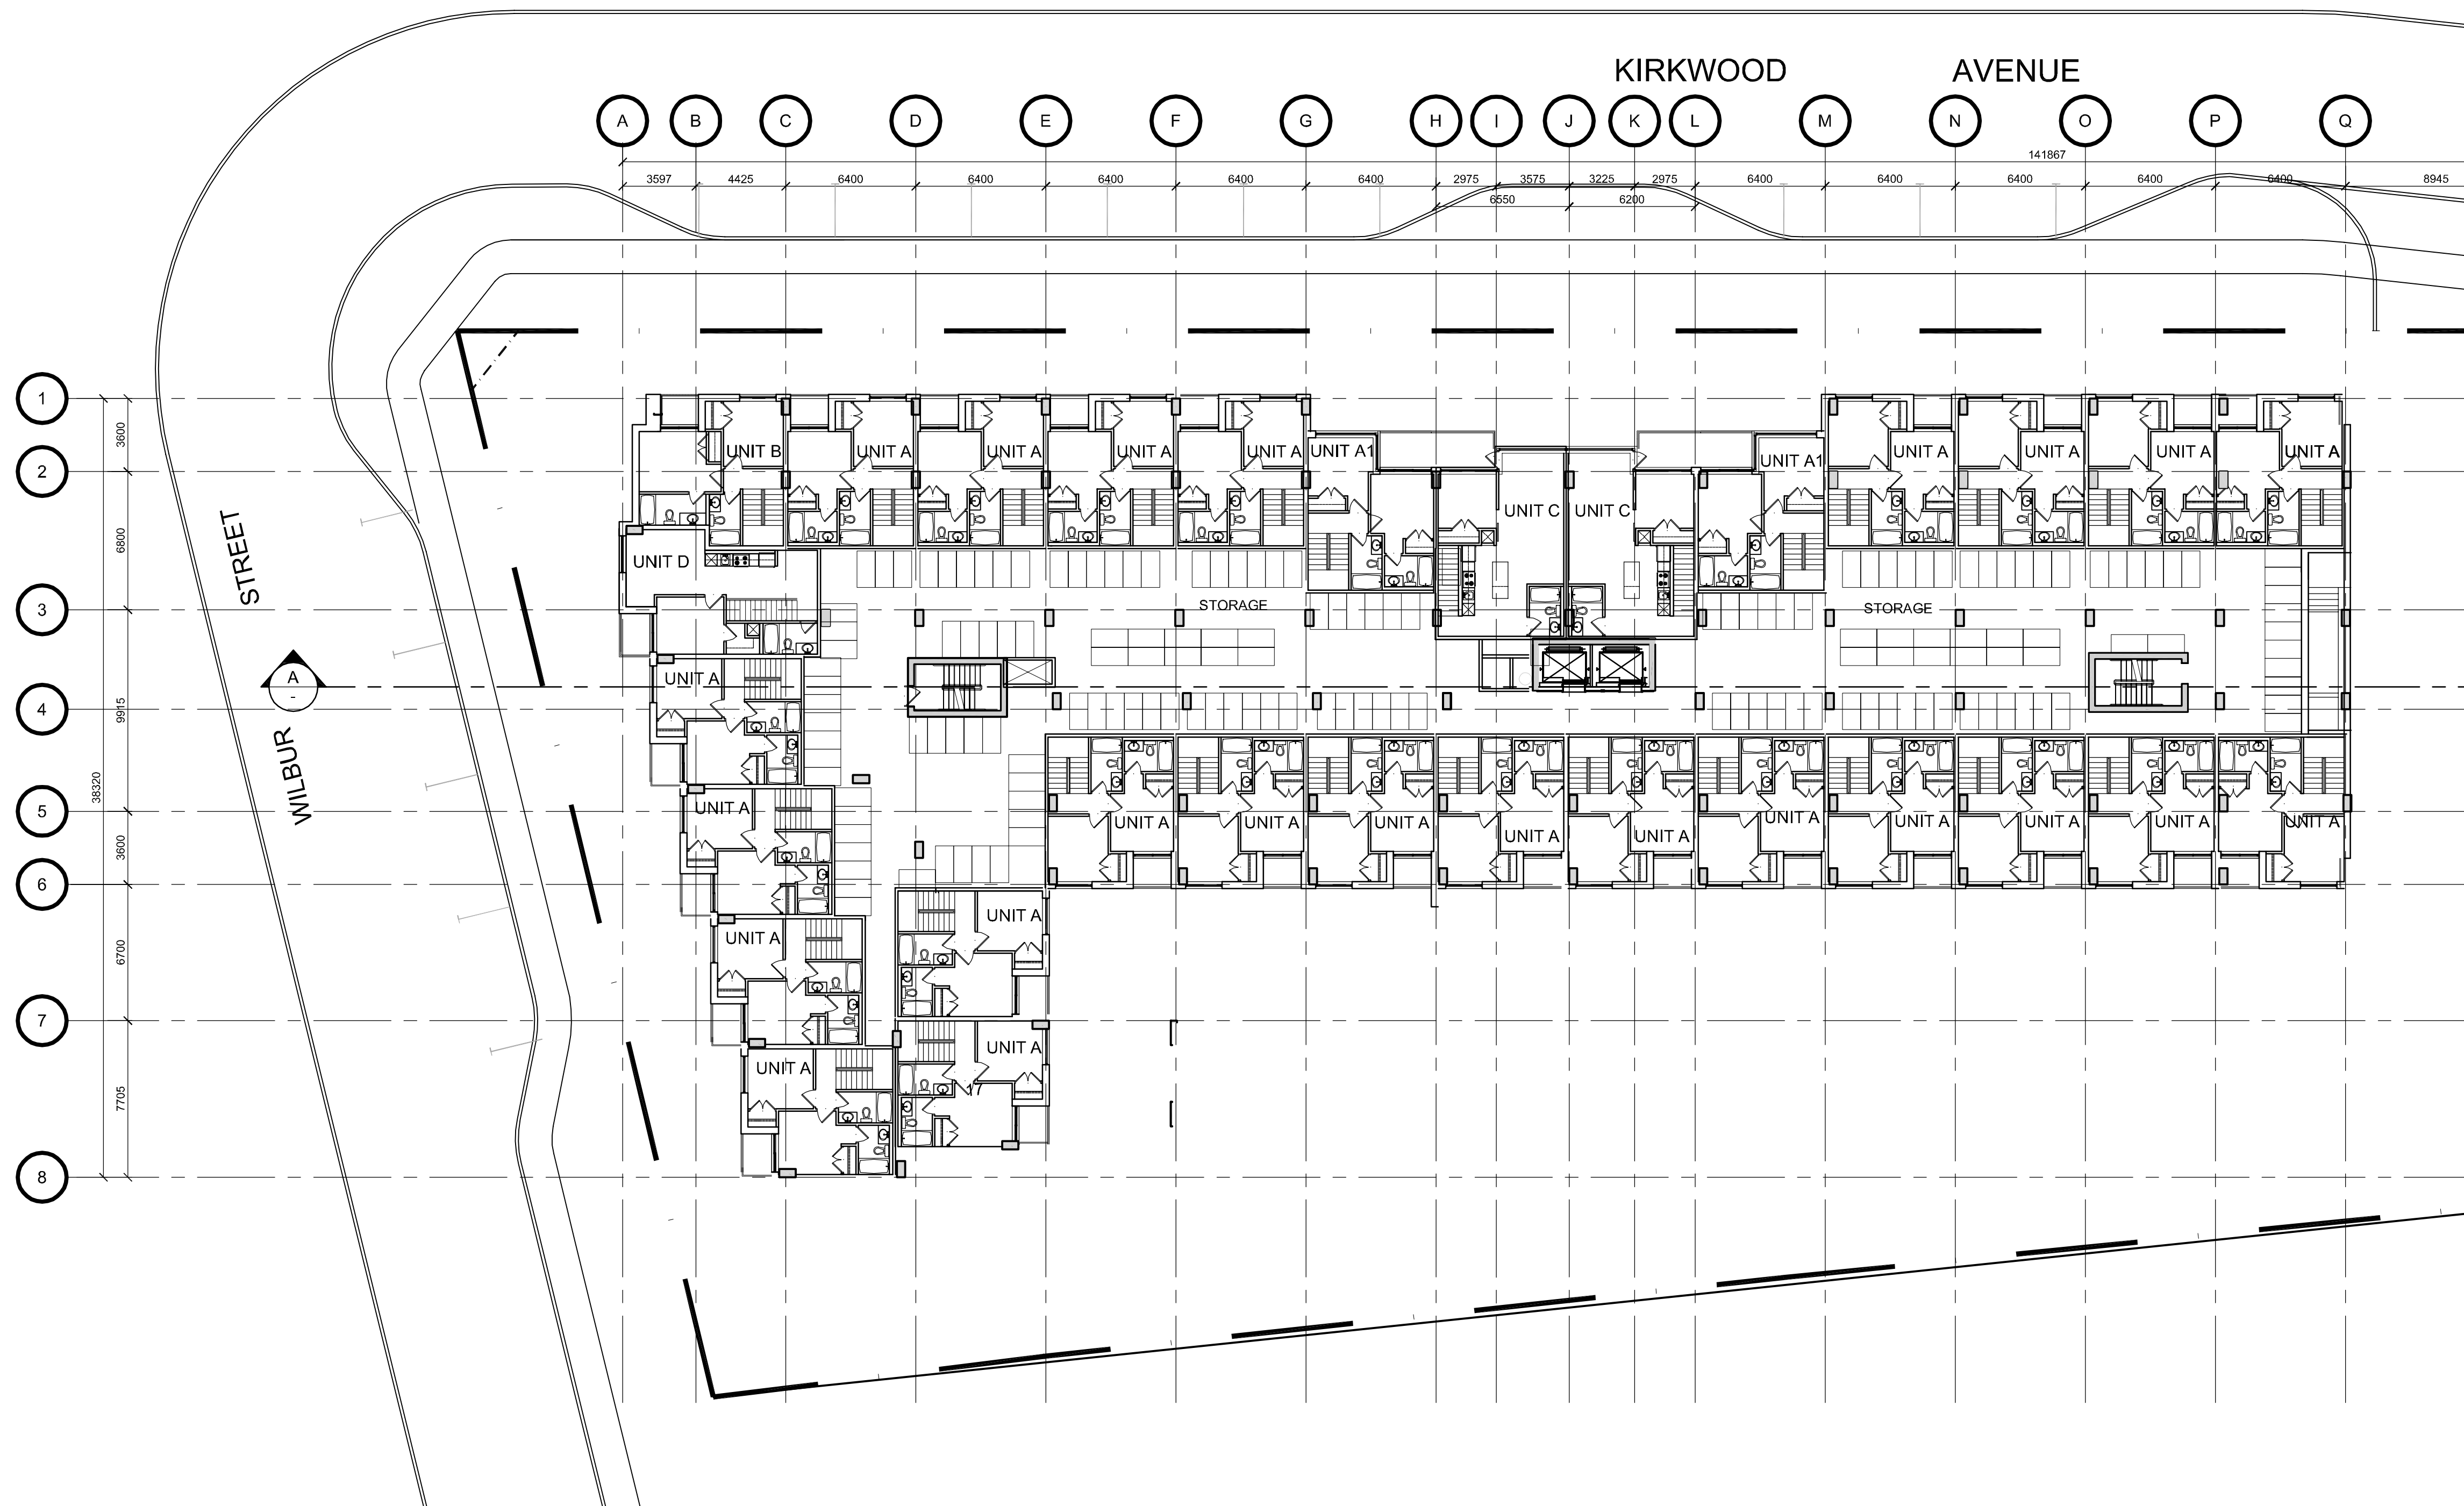 KIRKWOOD AVENUE
A B C D E F G H I J K L M N O P Q
141867
3597 4425 6400 6400 6400 6400 6400 2975 3575 3225 2975 6400 6400 6400 6400 6400 8945
6550 6200
1
3600
UNIT B UNIT A UNIT A UNIT A UNIT A UNIT A1 UNIT A1 UNIT A UNIT A UNIT A UNIT A
2
UNIT C UNIT C
6800
STREET
UNIT D
3
STORAGE STORAGE
A
-
UNIT A
4
9915
WILBUR
38320
UNIT A
5
UNIT A UNIT A UNIT A UNIT A UNIT A UNIT A UNIT A UNIT A UNIT A UNIT A
3600
6
UNIT A
UNIT A
6700
7
UNIT A
UNIT A
17
7705
8